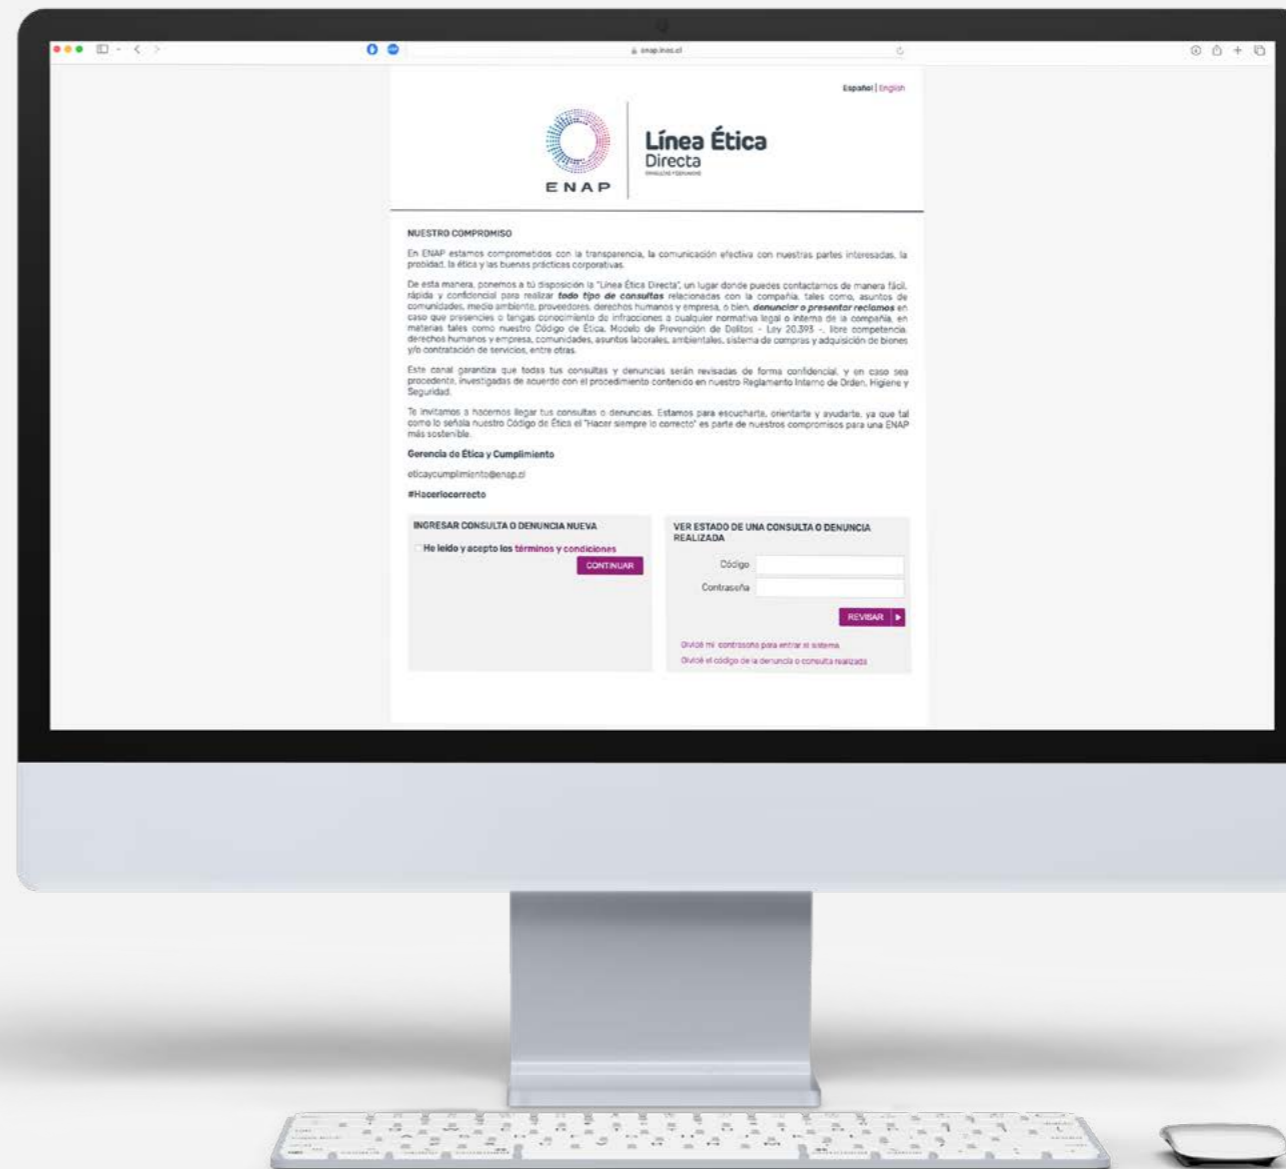 enap.ines.cl
Español | English
ENAP
Línea Ética
Directa
NUESTRO COMPROMISO
En ENAP estamos comprometidos con la transparencia, la comunicación efectiva con nuestras partes interesadas, la
probidad, la ética y las buenas prácticas corporativas.
De esta manera, ponemos a tú disposición la "Línea Ética Directa", un lugar donde puedes contactarnos de manera fácil,
rápida y confidencial para realizar todo tipo de consultas relacionadas con la compañía, tales como, asuntos de
comunidades, medio ambiente, proveedores, derechos humanos y empresa, o bien, denunciar o presentar reclamos en
caso que presencies o tengas conocimiento de infracciones a cualquier normativa legal o interna de la compañía, en
materias tales como nuestro Código de Ética, Modelo de Prevención de Delitos - Ley 20.393 -, libre competencia,
derechos humanos y empresa, comunidades, asuntos laborales, ambientales, sistema de compras y adquisición de bienes
y/o contratación de servicios, entre otras.
Este canal garantiza que todas tus consultas y denuncias serán revisadas de forma confidencial, y en caso sea
procedente, investigadas de acuerdo con el procedimiento contenido en nuestro Reglamento Interno de Orden, Higiene y
Seguridad.
Te invitamos a hacernos llegar tus consultas o denuncias. Estamos para escucharte, orientarte y ayudarte, ya que tal
como lo señala nuestro Código de Ética el "Hacer siempre lo correcto" es parte de nuestros compromisos para una ENAP
más sostenible.
Gerencia de Ética y Cumplimiento
eticaycumplimiento@enap.cl
#Hacerlocorrecto
INGRESAR CONSULTA O DENUNCIA NUEVA
He leído y acepto los términos y condiciones
CONTINUAR
VER ESTADO DE UNA CONSULTA O DENUNCIA
REALIZADA
Código
Contraseña
REVISAR
Olvidé mi contraseña para entrar al sistema
Olvidé el código de la denuncia o consulta realizada